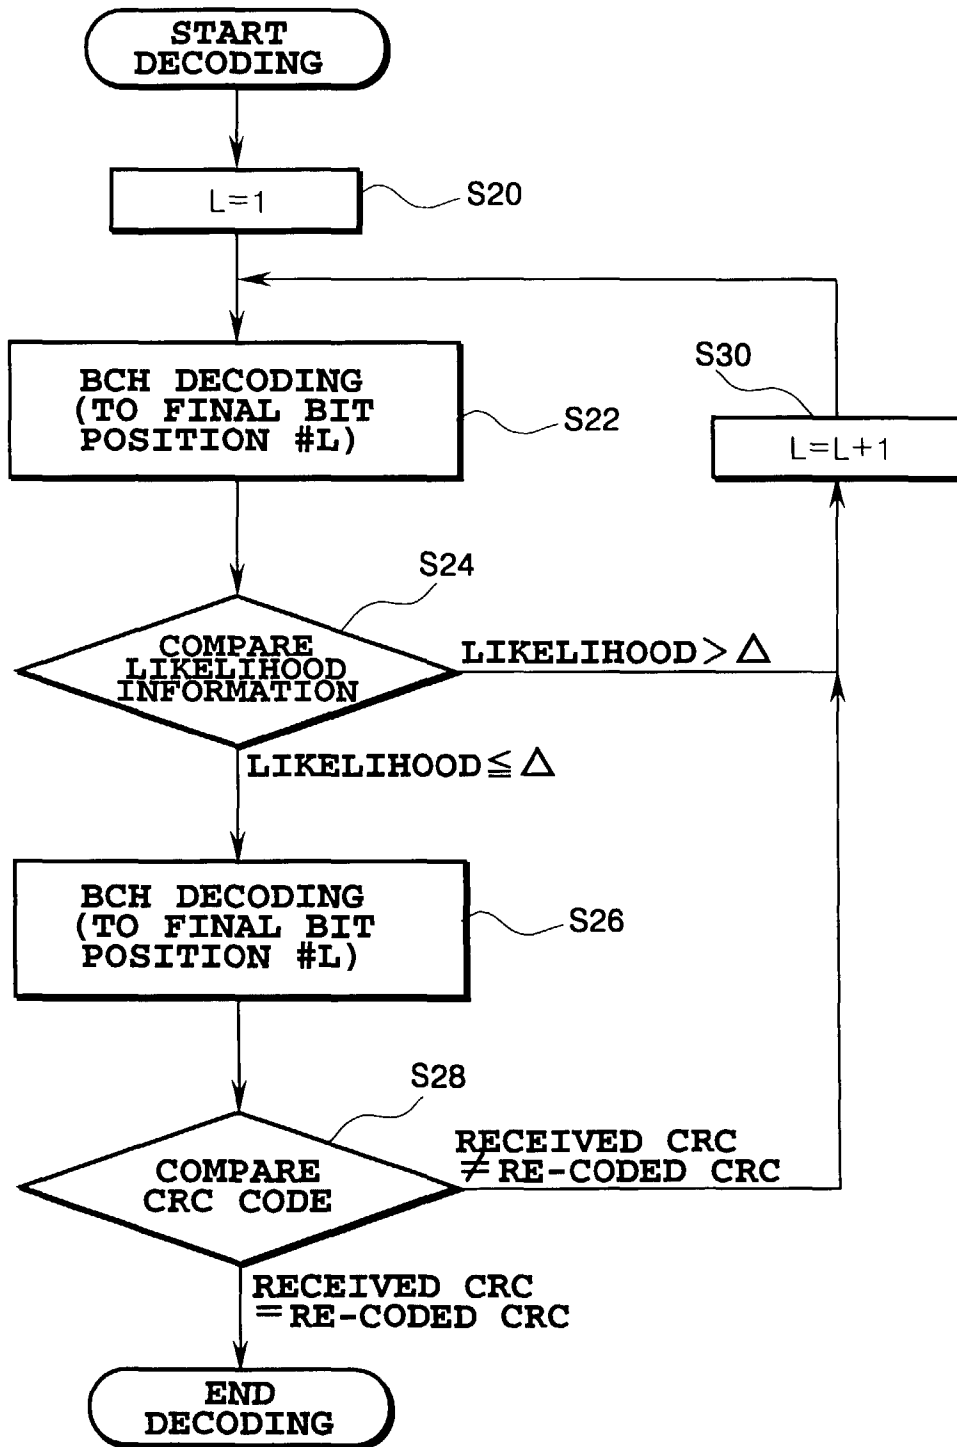 START
DECODING
L=1
S20
BCH DECODING
(TO FINAL BIT
POSITION #L)
S22
S30
L=L+1
S24
COMPARE
LIKELIHOOD
INFORMATION
LIKELIHOOD>△
LIKELIHOOD≦△
BCH DECODING
(TO FINAL BIT
POSITION #L)
S26
S28
COMPARE
CRC CODE
RECEIVED CRC
≠RE-CODED CRC
RECEIVED CRC
=RE-CODED CRC
END
DECODING